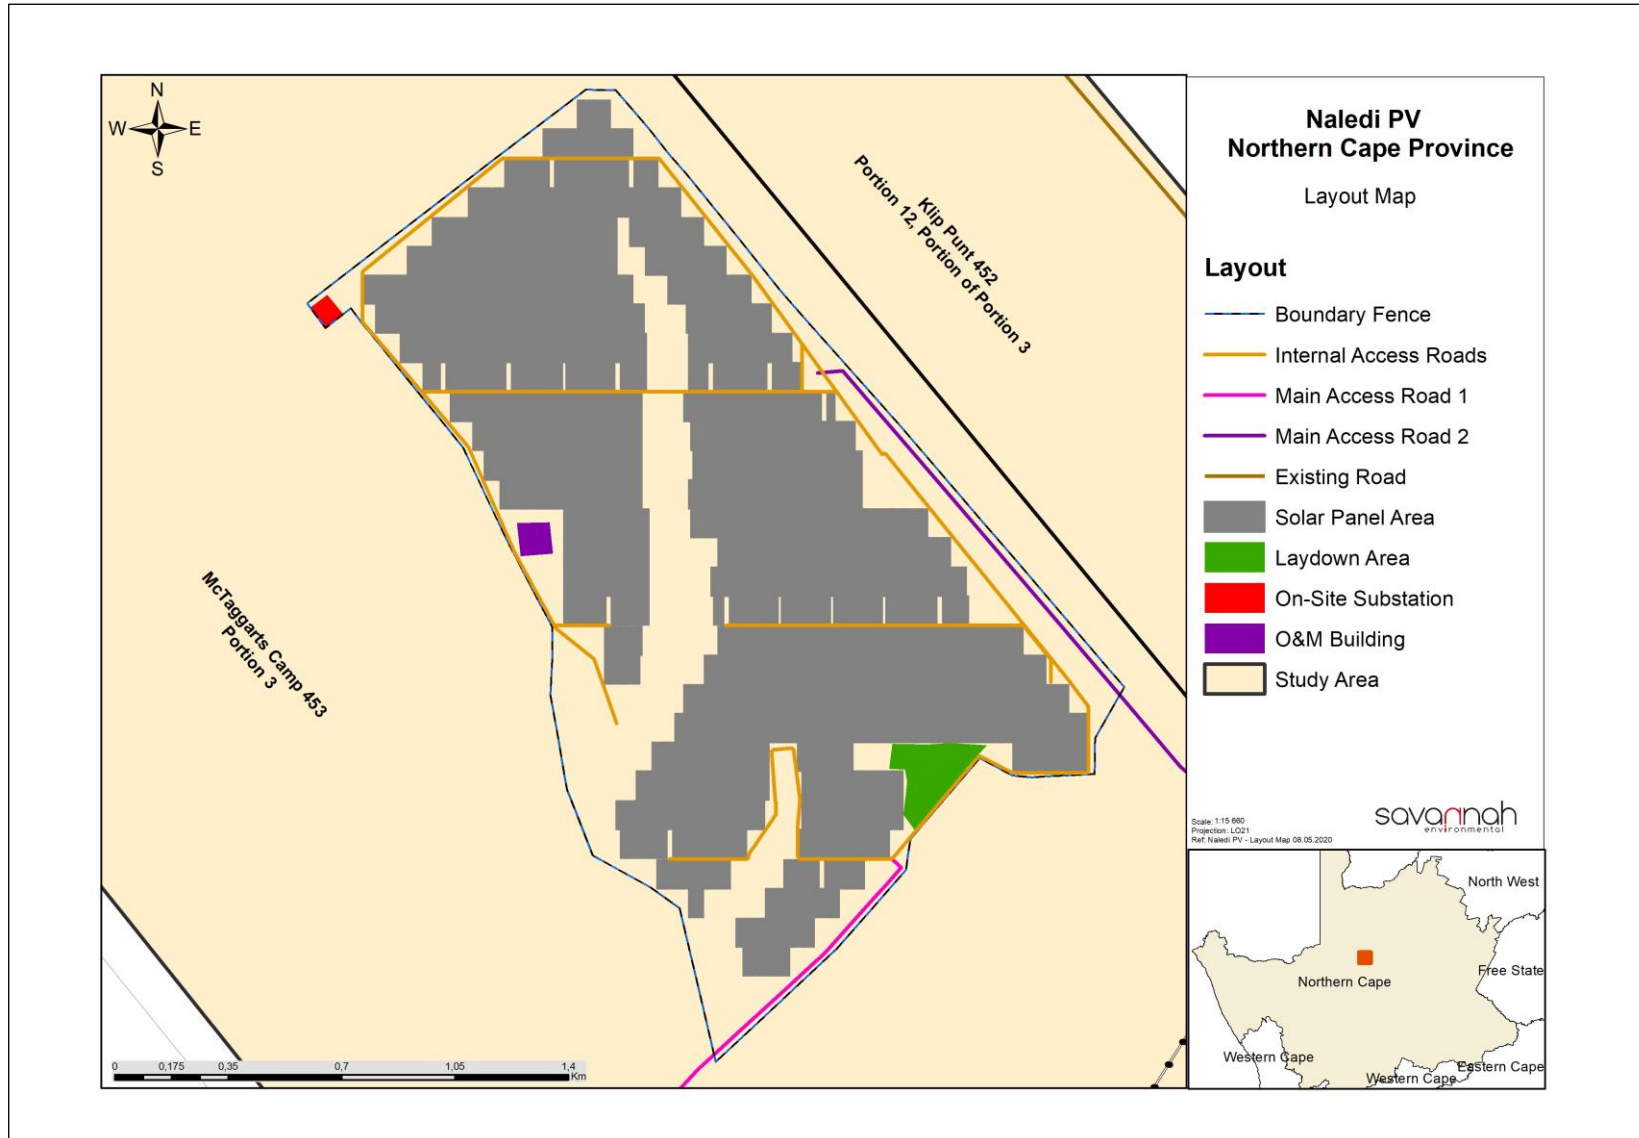 N
W E
S
Klip Punt 452
Portion 12, Portion of Portion 3
McTaggarts Camp 453
Portion 3
0 0,175 0,35 0,7 1,05 1,4
Km
Naledi PV
Northern Cape Province
Layout Map
Layout
Boundary Fence
Internal Access Roads
Main Access Road 1
Main Access Road 2
Existing Road
Solar Panel Area
Laydown Area
On-Site Substation
O&M Building
Study Area
savannah
environmental
Scale: 1:15 660
Projection: LO21
Ref: Naledi PV - Layout Map 08.05.2020
North West
Free State
Northern Cape
Western Cape
Eastern Cape
Western Cape